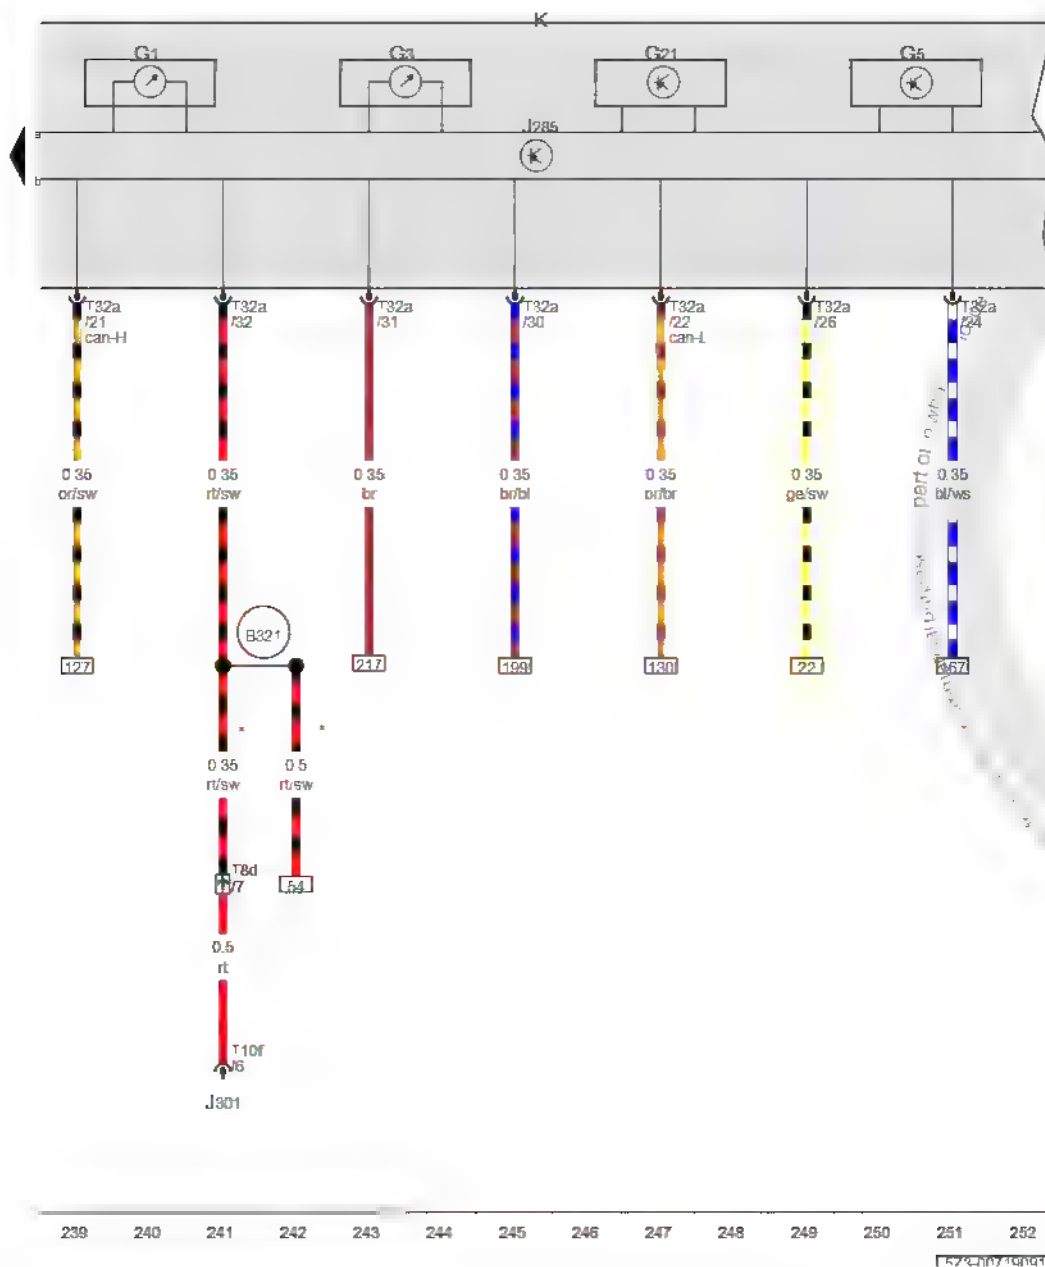 K
G1
G3
G21
G5
J285
a
b
T32a
/21
can-H
T32a
/32
T32a
/31
T32a
/30
T32a
/22
can-L
T32a
/26
T32a
0.35
or/sw
0.35
rt/sw
0.35
br
0.35
br/bl
0.35
or/br
0.35
ge/sw
0.35
bl/ws
part or
B321
127
217
199
130
*
*
0.35
rt/sw
0.5
rt/sw
T8d
/7
54
0.5
rt
T10f
/6
J301
239 240 241 242 243 244 245 246 247 248 249 250 251 252